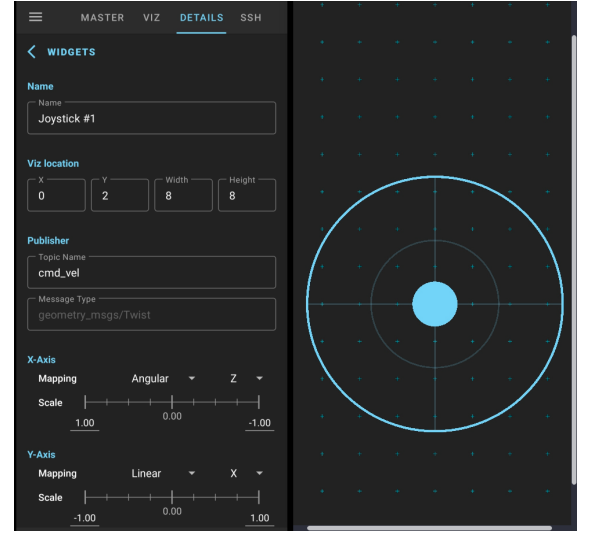 MASTER VIZ DETAILS SSH
WIDGETS
Name
Name
Joystick #1
Viz location
X Y Width Height
0 2 8 8
Publisher
Topic Name
cmd_vel
Message Type
geometry_msgs/Twist
X-Axis
Mapping Angular Z
Scale
0.00
1.00 -1.00
Y-Axis
Mapping Linear X
Scale
0.00
-1.00 1.00